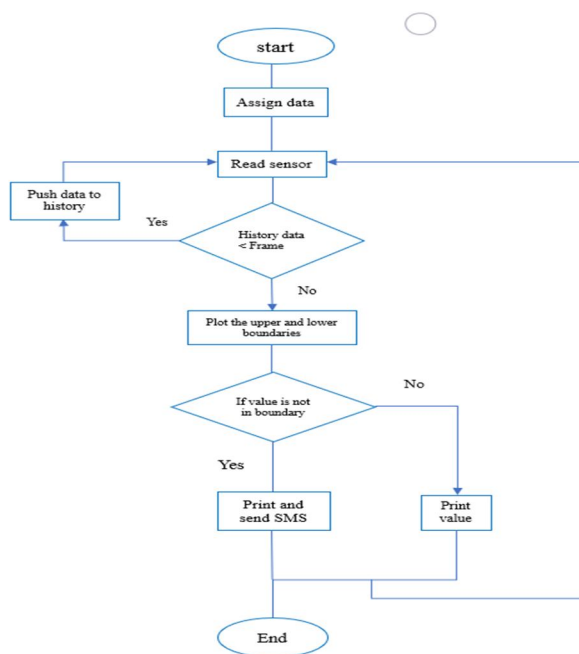 start
Assign data
Read sensor
Push data to
history
Yes
History data
< Frame
No
Plot the upper and lower
boundaries
No
If value is not
in boundary
Yes
Print and
send SMS
Print
value
End